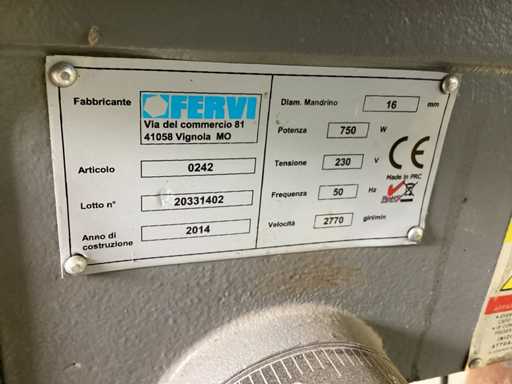 Fabbricante FERVI
Via del commercio 81
41058 Vignola MO
Articolo 0242
Lotto n° 20331402
Anno di
costruzione 2014
Diam. Mandrino 16 mm
Potenza 750 W
Tensione 230 V
Frequenza 50 Hz
Velocità 2770 giri/min
CE
Made in PRC